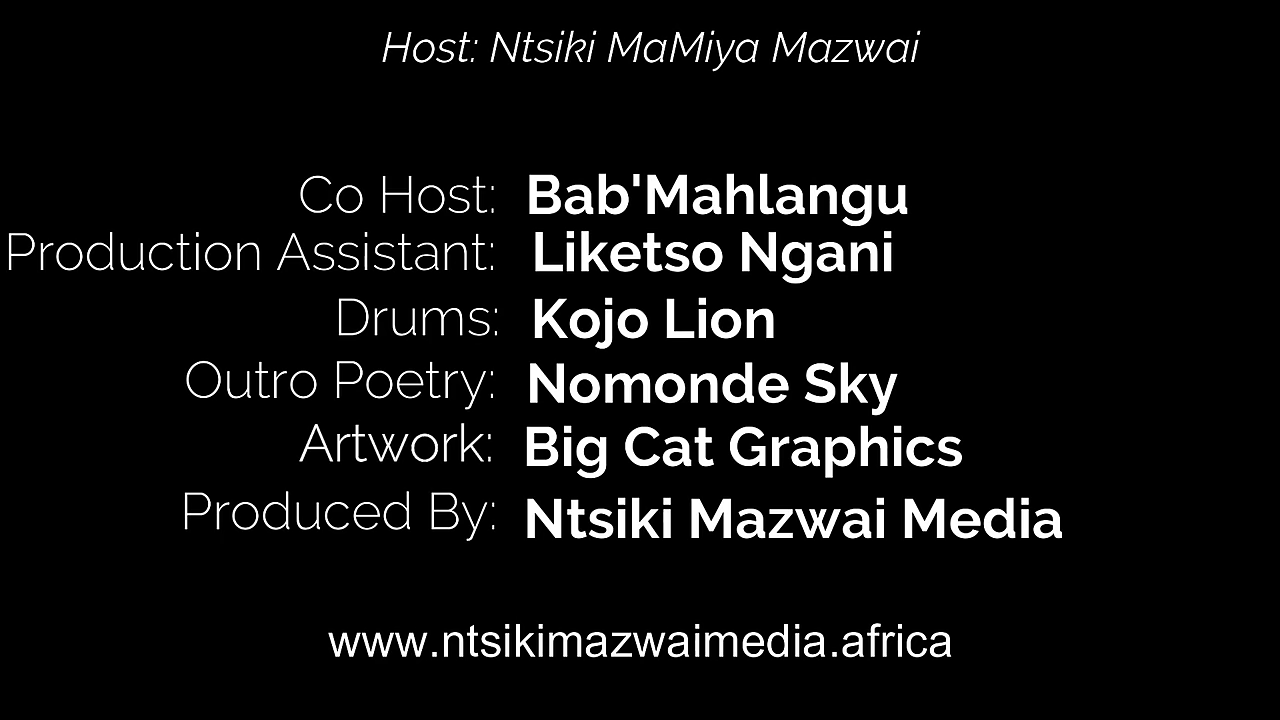 Host: Ntsiki MaMiya Mazwai
Co Host: Bab'Mahlangu
Production Assistant: Liketso Ngani
Drums: Kojo Lion
Outro Poetry: Nomonde Sky
Artwork: Big Cat Graphics
Produced By: Ntsiki Mazwai Media
www.ntsikimazwaimedia.africa